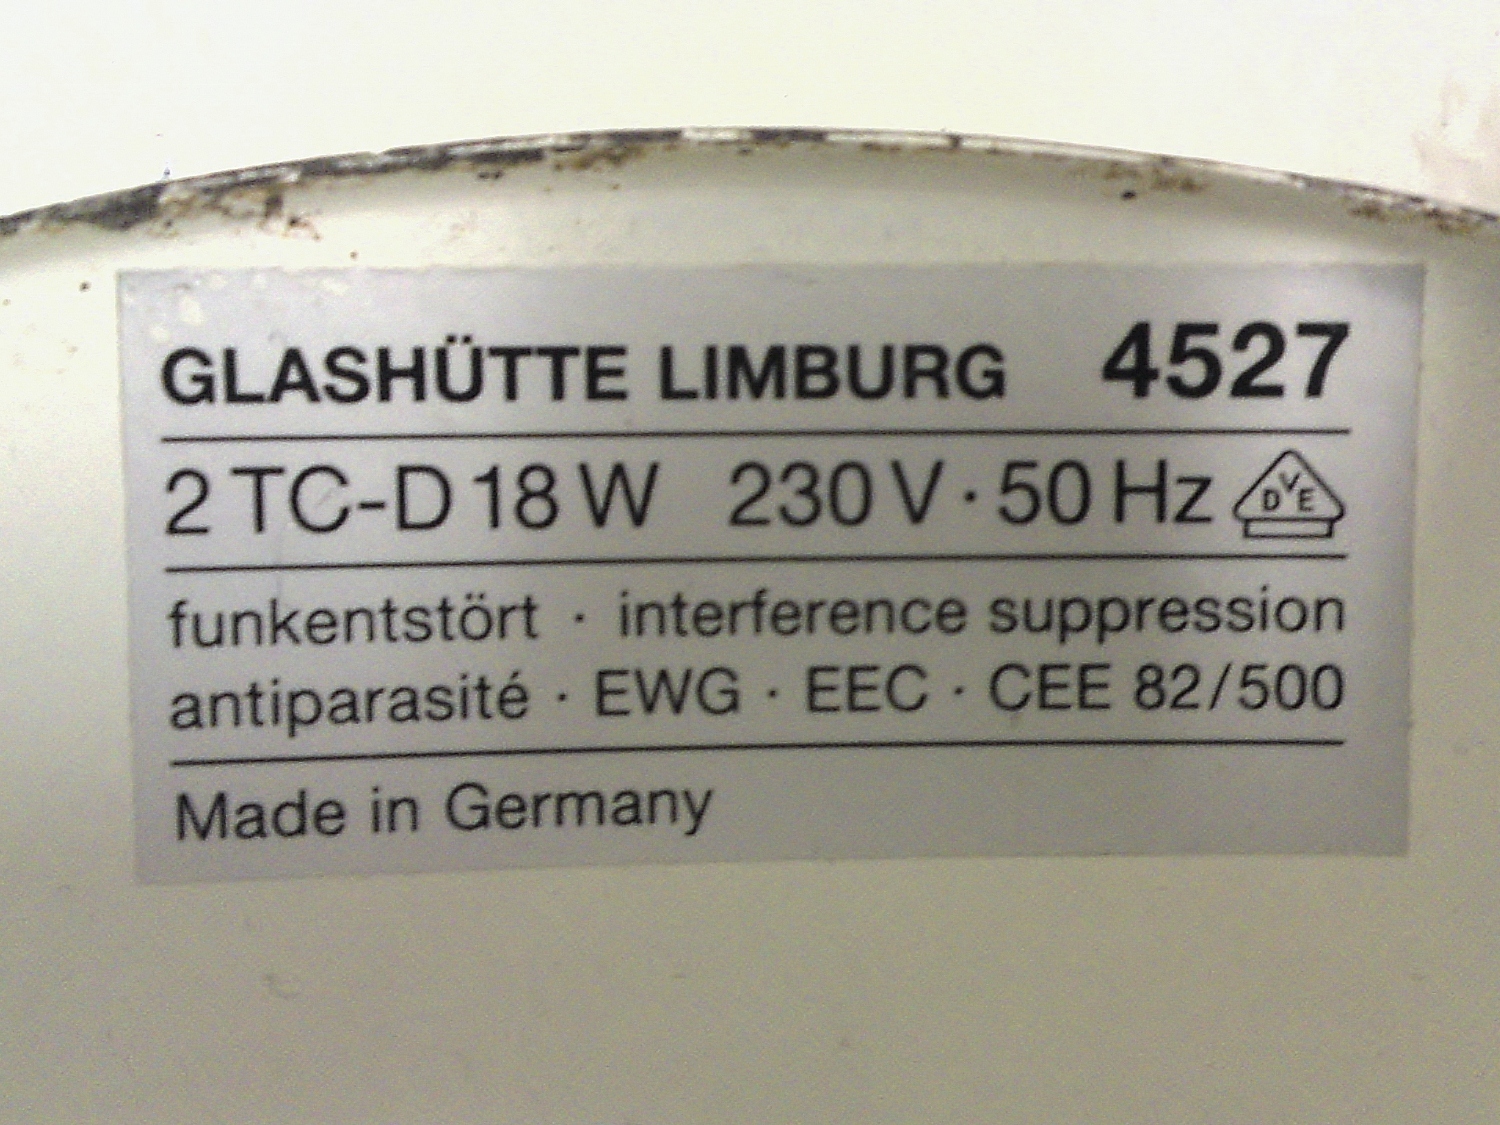 GLASHÜTTE LIMBURG 4527
2 TC-D 18 W 230 V · 50 Hz DVE
funkentstört · interference suppression
antiparasité · EWG · EEC · CEE 82/500
Made in Germany